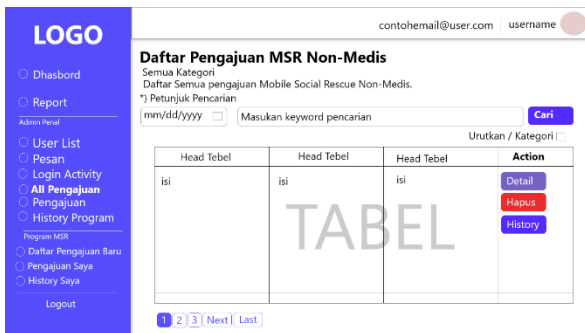 LOGO
Dhasbord
Report
Admin Penal
User List
Pesan
Login Activity
All Pengajuan
Pengajuan
History Program
Program MSR
Daftar Pengajuan Baru
Pengajuan Saya
History Saya
Logout
contohemail@user.com username
Daftar Pengajuan MSR Non-Medis
Semua Kategori
Daftar Semua pengajuan Mobile Social Rescue Non-Medis.
*) Petunjuk Pencarian
mm/dd/yyyy Masukan keyword pencarian Cari
Urutkan / Kategori
Head Tebel Head Tebel Head Tebel Action
isi isi isi Detail
Hapus
History
TABEL
1 2 3 Next Last